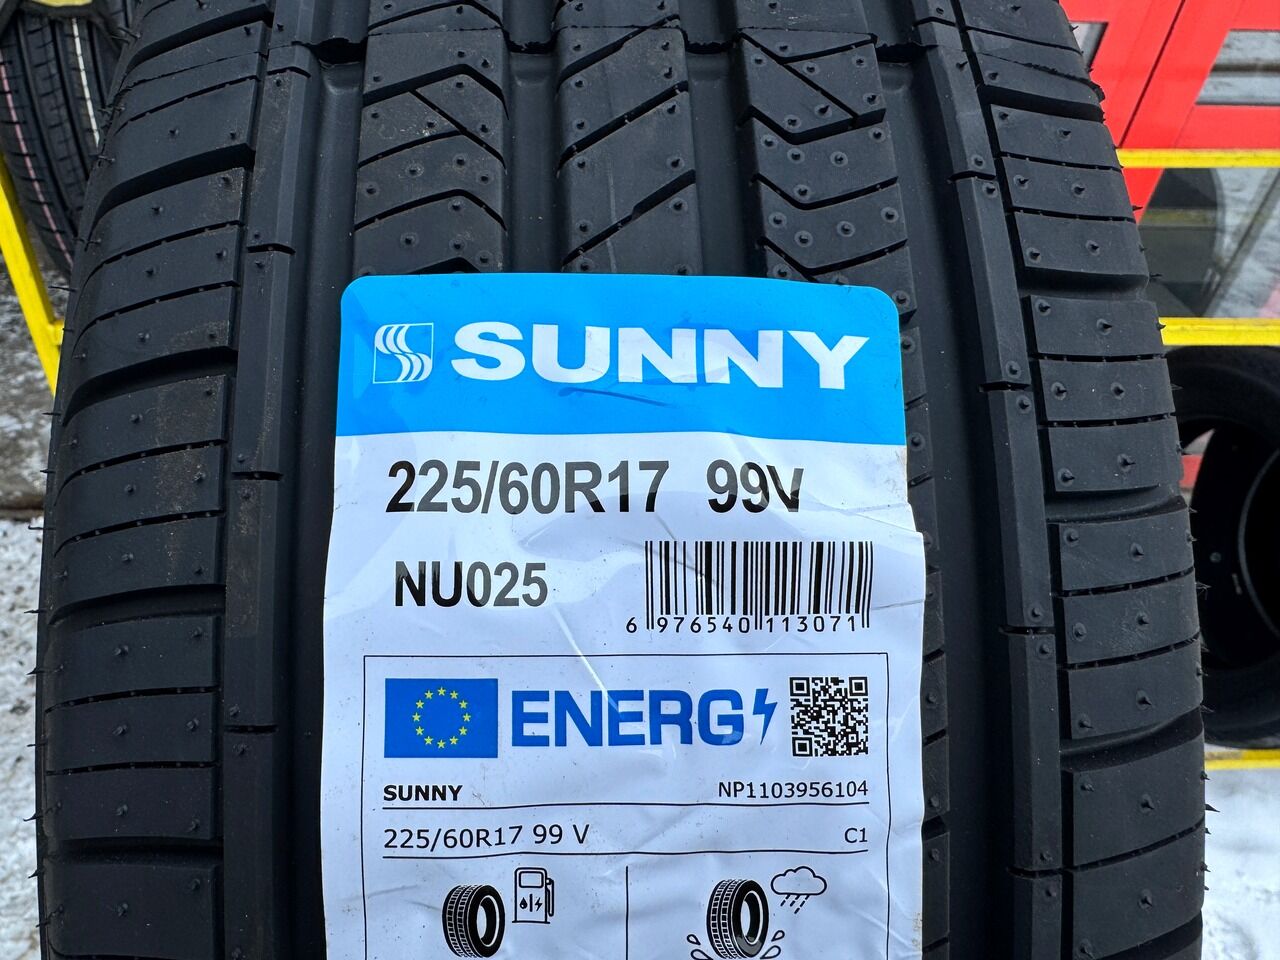 SUNNY
225/60R17 99V
NU025
6 976540 113071
ENERG
SUNNY NP1103956104
225/60R17 99 V C1